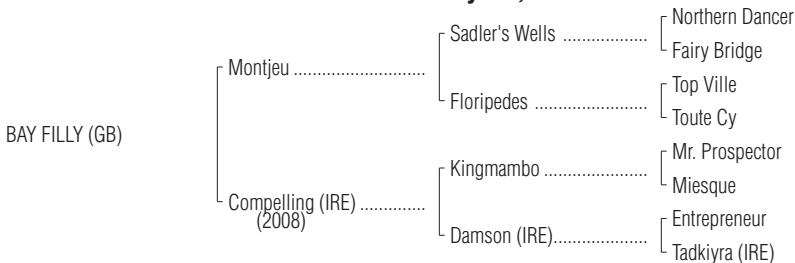 Northern Dancer
Sadler's Wells ..................
Fairy Bridge
Montjeu ............................
Top Ville
Floripedes ........................
Toute Cy
BAY FILLY (GB)
Mr. Prospector
Kingmambo ......................
Miesque
Compelling (IRE) ..............
(2008)
Entrepreneur
Damson (IRE)....................
Tadkiyra (IRE)